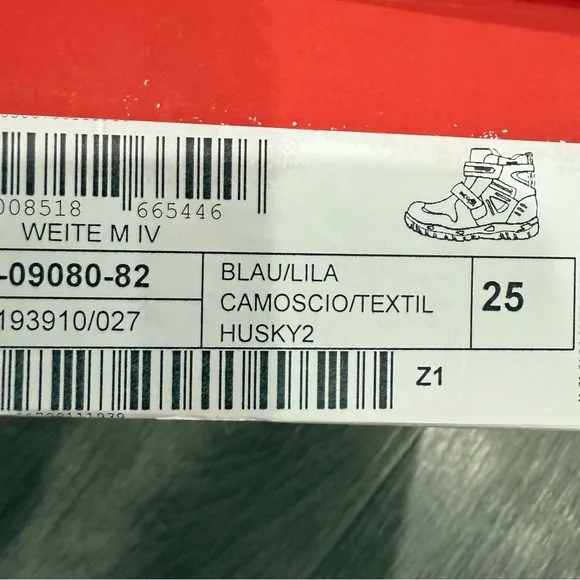 008518 665446
WEITE M IV
-09080-82
193910/027
BLAU/LILA
CAMOSCIO/TEXTIL
HUSKY2
25
Z1